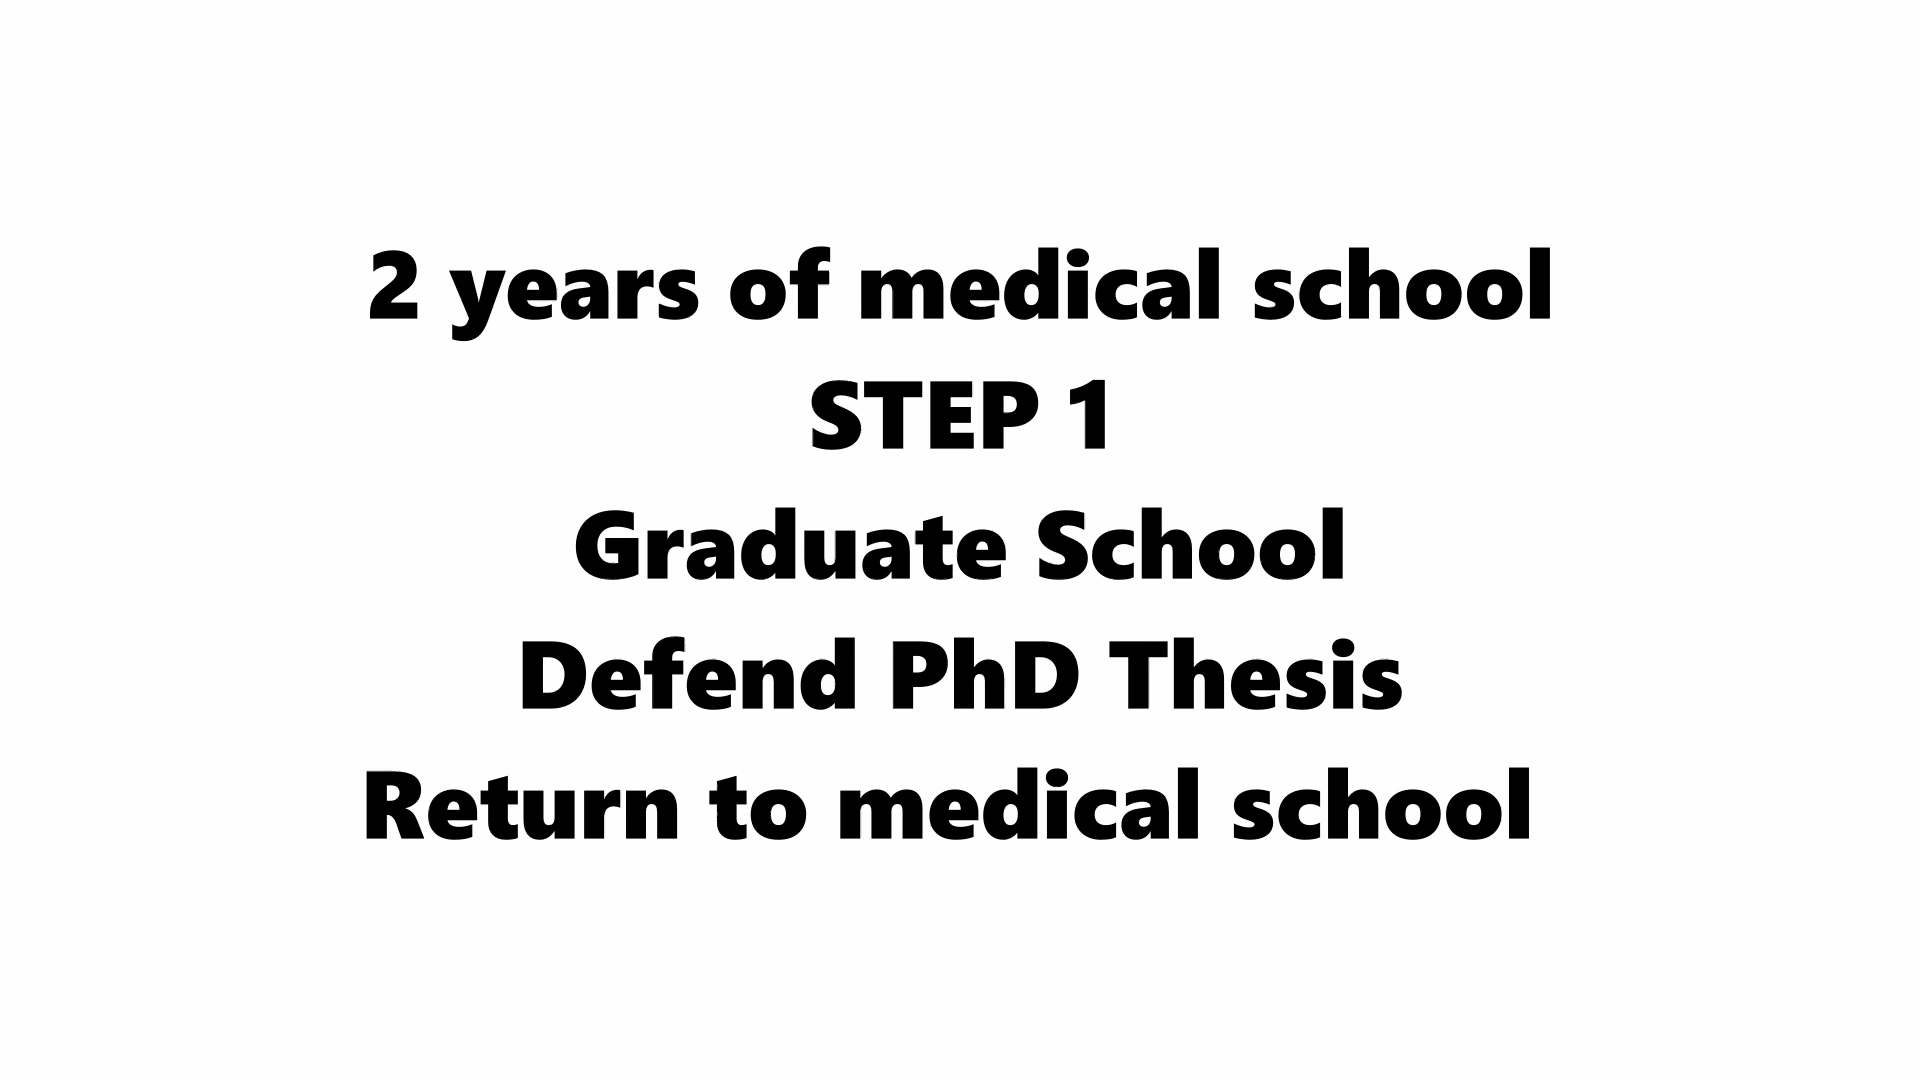 2 years of medical school
STEP 1
Graduate School
Defend PhD Thesis
Return to medical school